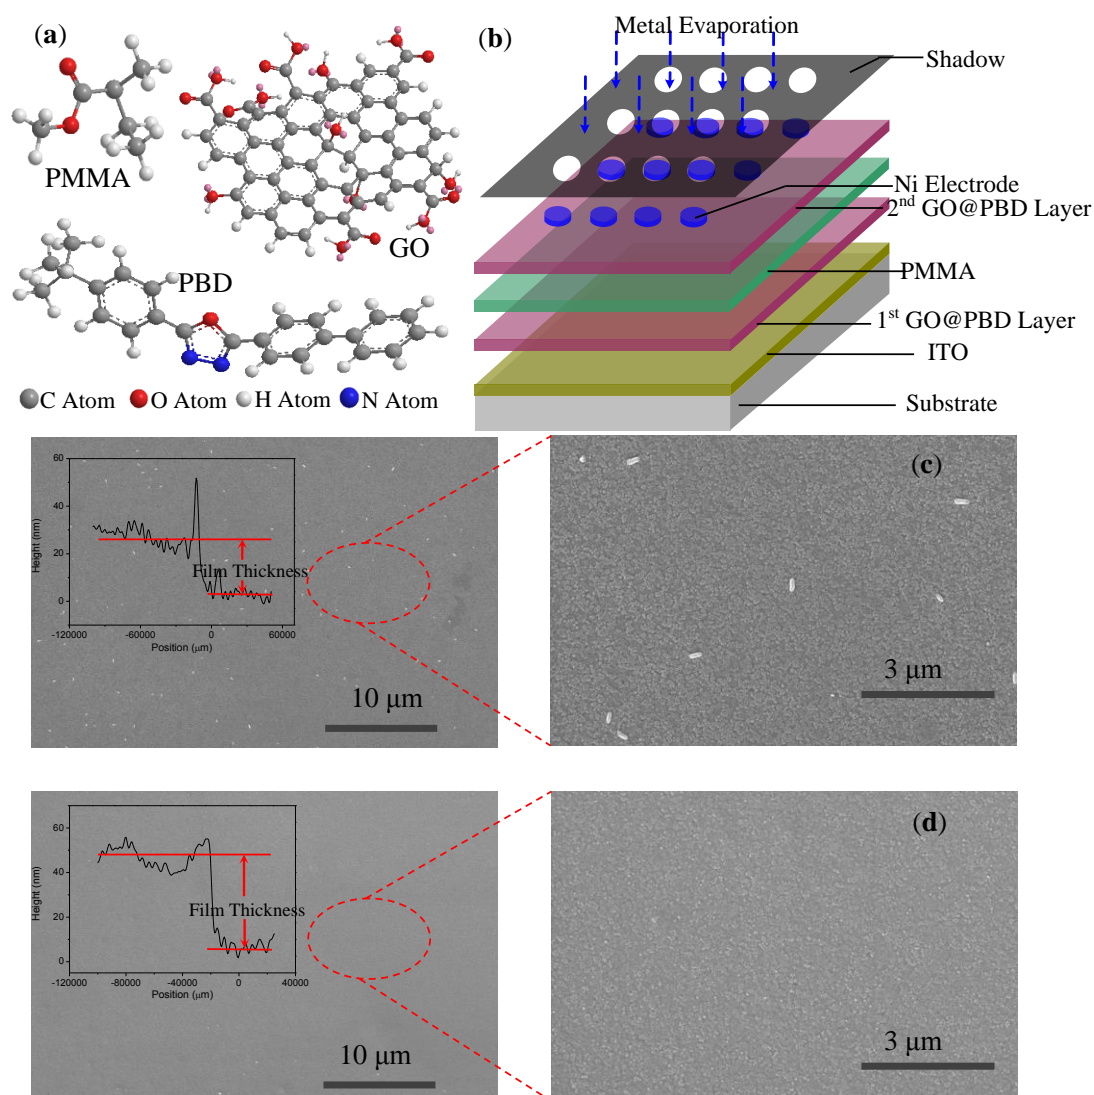 (a)
PMMA
GO
PBD
C Atom
O Atom
H Atom
N Atom
(b)
Metal Evaporation
Shadow
Ni Electrode
2nd GO@PBD Layer
PMMA
1st GO@PBD Layer
ITO
Substrate
60
40
20
0
Height (nm)
Film Thickness
-120000
-60000
0
60000
Position (μm)
10 μm
(c)
3 μm
60
40
20
0
Height (nm)
Film Thickness
-120000
-80000
-40000
0
40000
Position (μm)
10 μm
(d)
3 μm